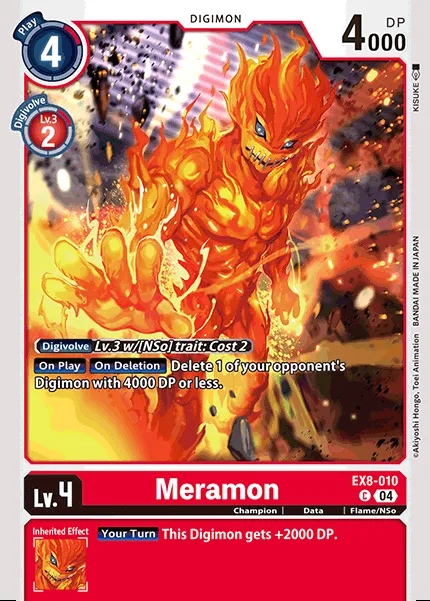 DIGIMON
Play
4
DP
4000
Digivolve
Lv.3
2
KISUKE
©Akiyoshi Hongo, Toei Animation BANDAI MADE IN JAPAN
Digivolve Lv.3 w/[NSo] trait: Cost 2
On Play On Deletion Delete 1 of your opponent's
Digimon with 4000 DP or less.
Lv.4
Meramon
EX8-010
C 04
Champion | Data | Flame/NSo
Inherited Effect
Your Turn This Digimon gets +2000 DP.